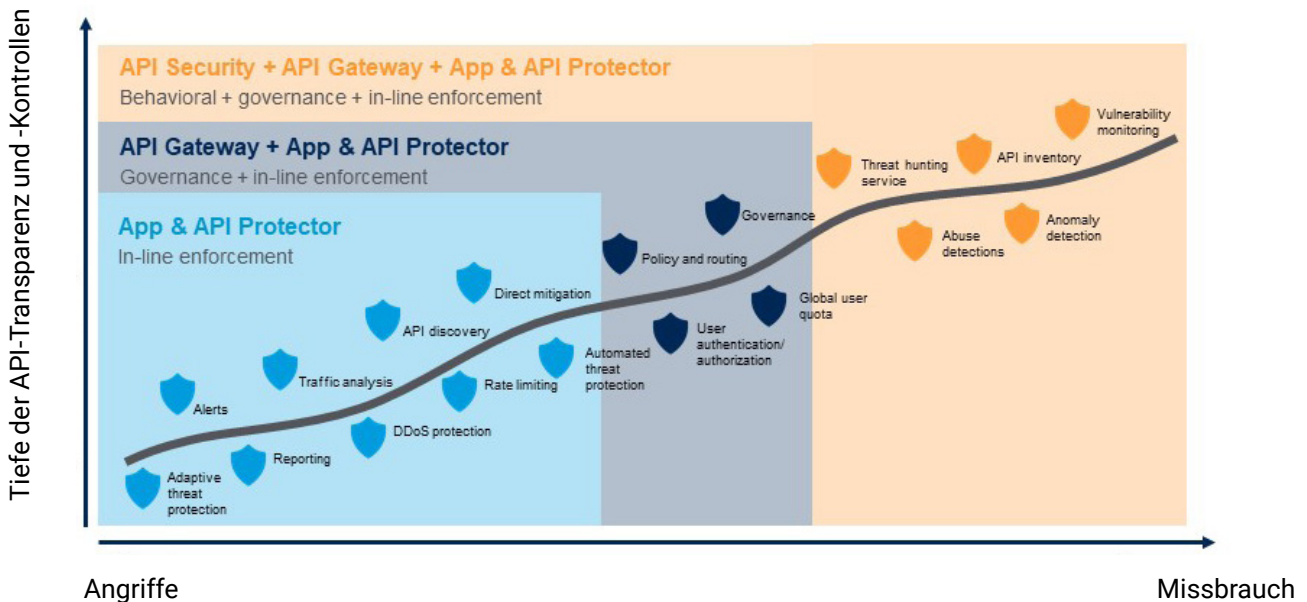 Tiefe der API-Transparenz und -Kontrollen
API Security + API Gateway + App & API Protector
Behavioral + governance + in-line enforcement
API Gateway + App & API Protector
Governance + in-line enforcement
App & API Protector
In-line enforcement
Vulnerability
monitoring
API inventory
Threat hunting
service
Anomaly
detection
Abuse
detections
Governance
Policy and routing
Global user
quota
User
authentication/
authorization
Direct mitigation
API discovery
Automated
threat
protection
Rate limiting
Traffic analysis
DDoS protection
Alerts
Reporting
Adaptive
threat
protection
Angriffe
Missbrauch